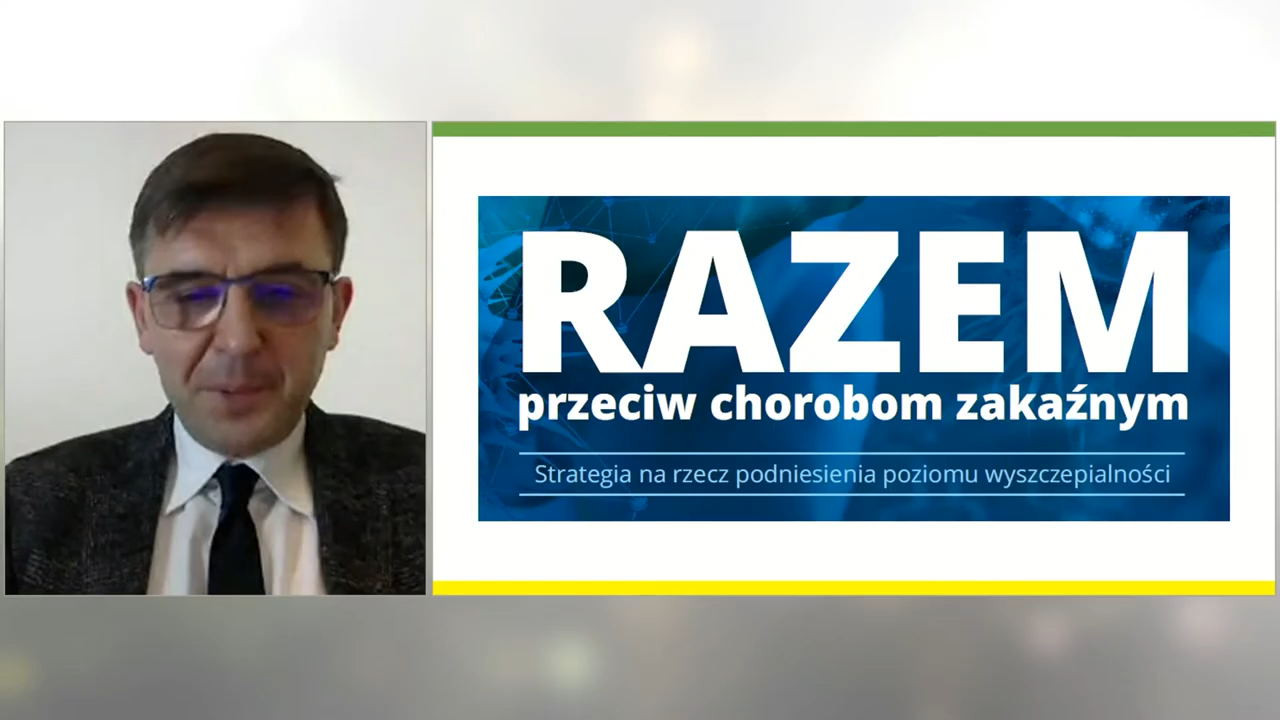 RAZEM
przeciw chorobom zakaźnym
Strategia na rzecz podniesienia poziomu wyszczepialności